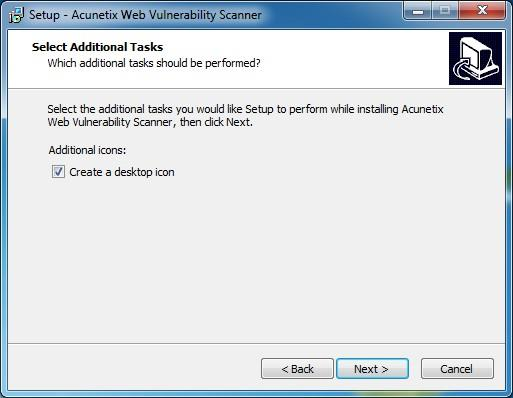 Setup - Acunetix Web Vulnerability Scanner
Select Additional Tasks
Which additional tasks should be performed?
Select the additional tasks you would like Setup to perform while installing Acunetix
Web Vulnerability Scanner, then click Next.
Additional icons:
Create a desktop icon
< Back
Next >
Cancel